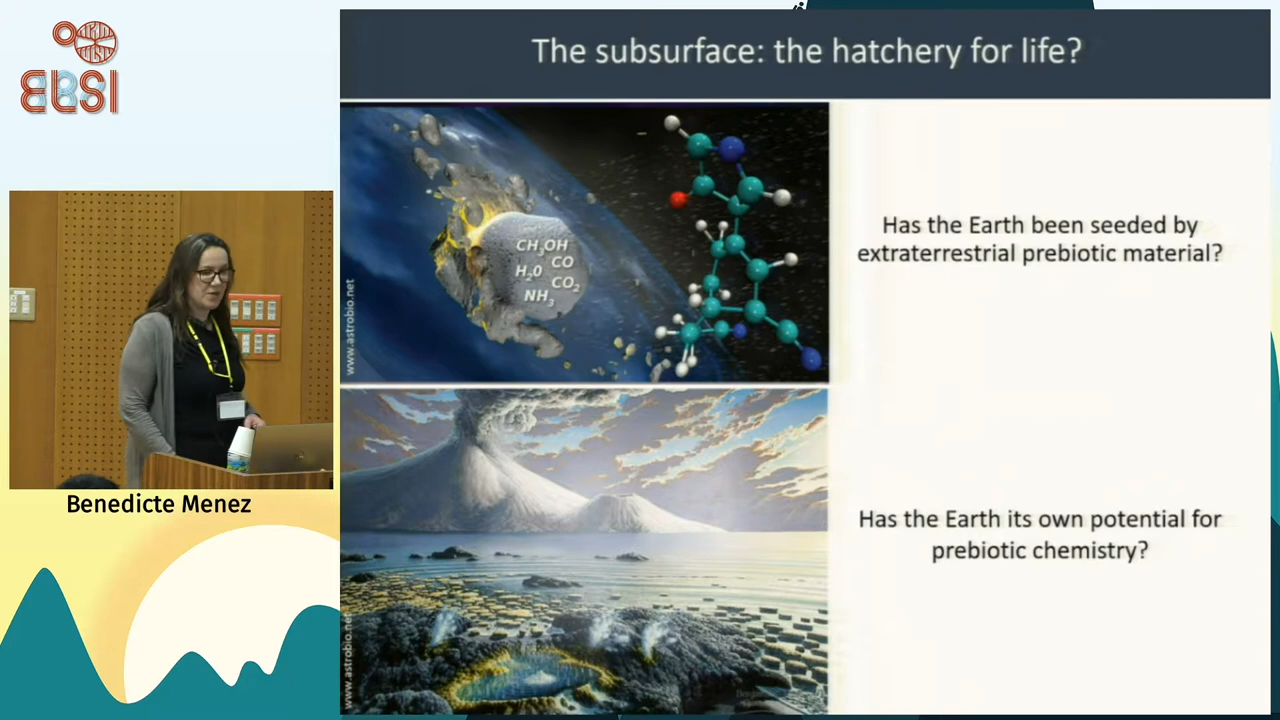 ELSI
The subsurface: the hatchery for life?
CH3OH
CO
H20
CO2
NH3
www.astrobio.net
Has the Earth been seeded by
extraterrestrial prebiotic material?
Benedicte Menez
www.astrobio.net
Has the Earth its own potential for
prebiotic chemistry?